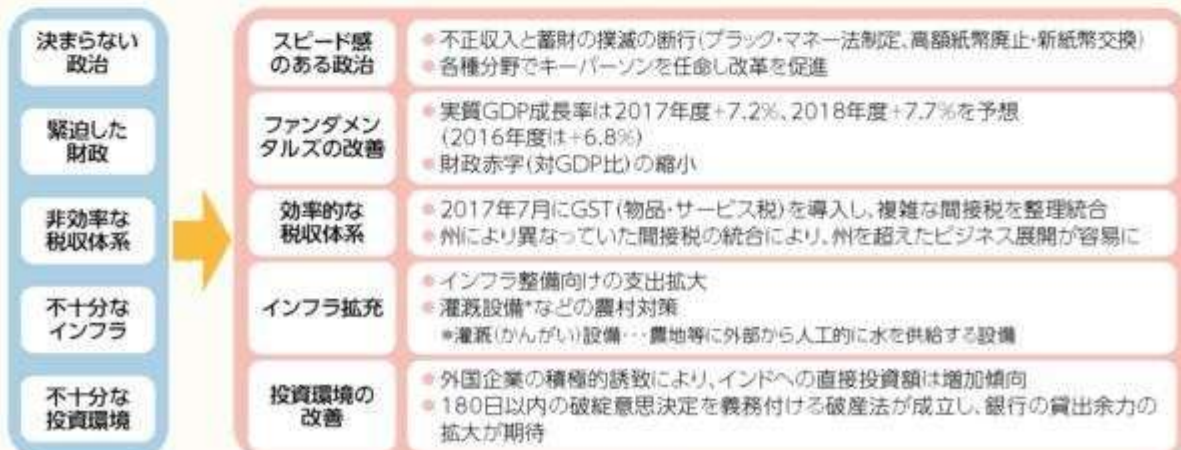 決まらない
政治
緊迫した
財政
非効率な
税収体系
不十分な
インフラ
不十分な
投資環境
スピード感
のある政治
●不正収入と蓄財の撲滅の断行(ブラック・マネー法制定、高額紙幣廃止・新紙幣交換)
●各種分野でキーパーソンを任命し改革を促進
ファンダメン
タルズの改善
●実質GDP成長率は2017年度+7.2%、2018年度+7.7%を予想
(2016年度は+6.8%)
●財政赤字(対GDP比)の縮小
効率的な
税収体系
●2017年7月にGST(物品・サービス税)を導入し、複雑な間接税を整理統合
●州により異なっていた間接税の統合により、州を超えたビジネス展開が容易に
インフラ拡充
●インフラ整備向けの支出拡大
●灌漑設備*などの農村対策
*灌漑(かんがい)設備･･･農地等に外部から人工的に水を供給する設備
投資環境の
改善
●外国企業の積極的誘致により、インドへの直接投資額は増加傾向
●180日以内の破綻意思決定を義務付ける破産法が成立し、銀行の貸出余力の
拡大が期待